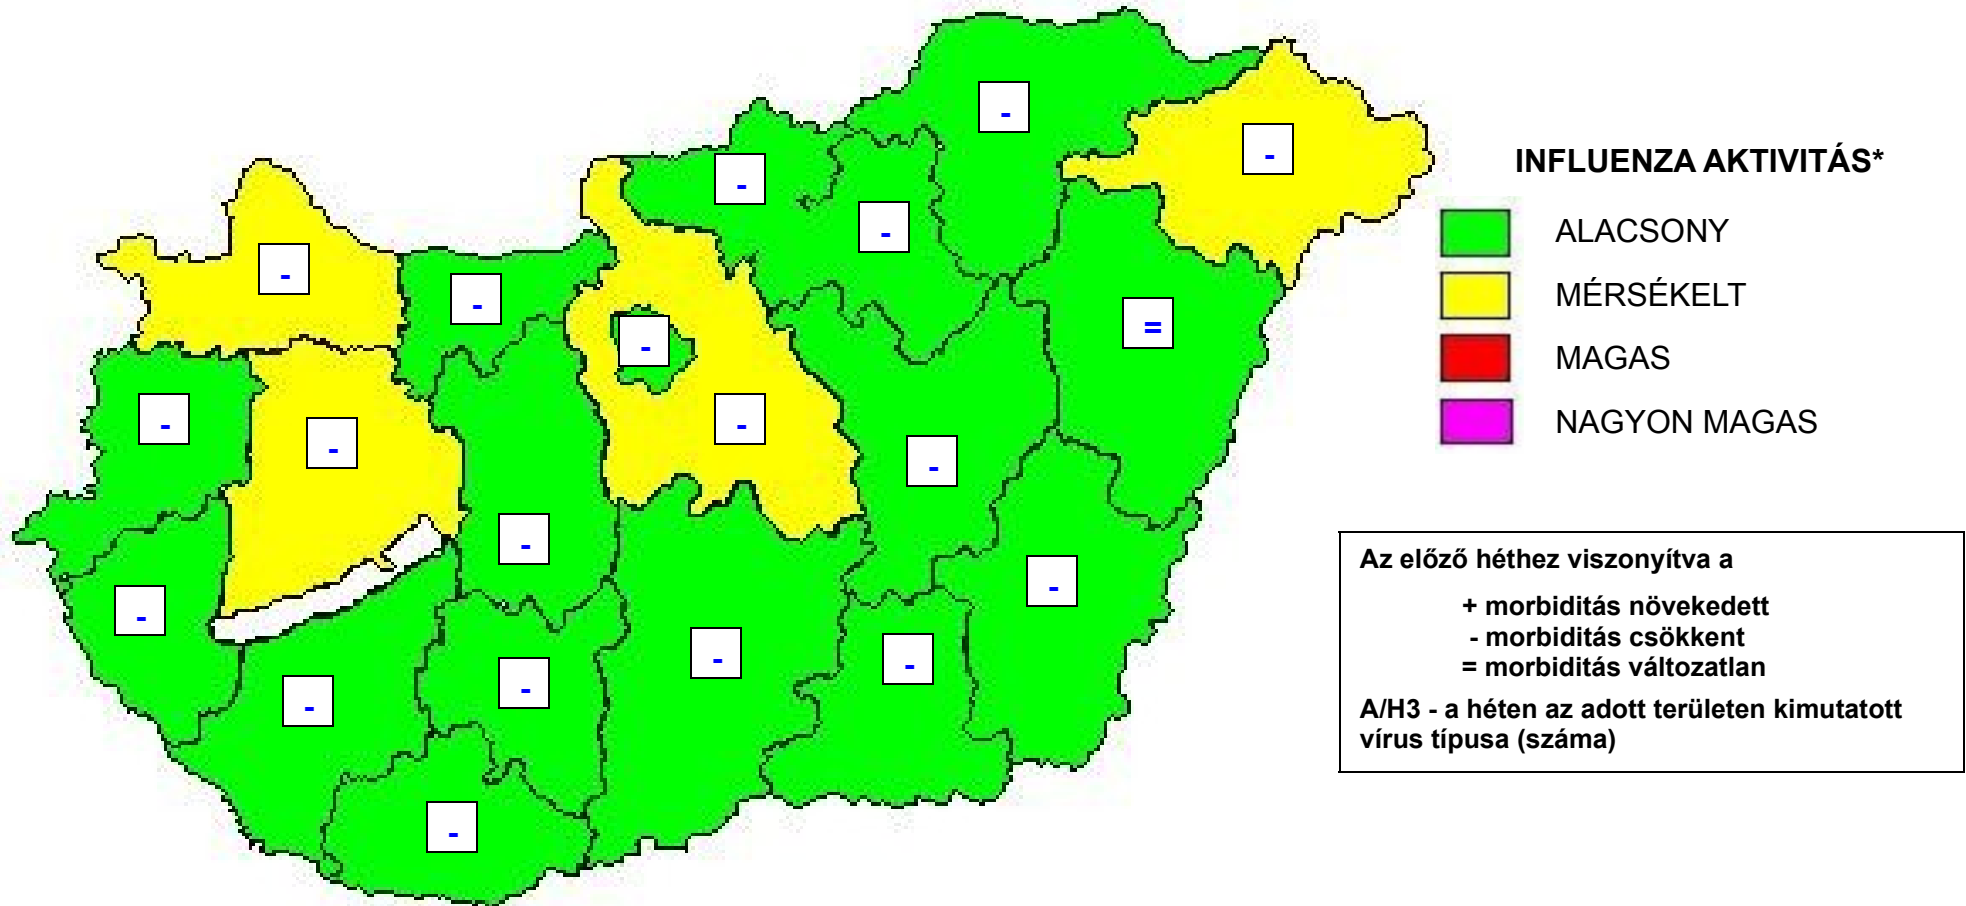 -
-
-
-
INFLUENZA AKTIVITÁS*
ALACSONY
-
-
MÉRSÉKELT
-
=
-
MAGAS
-
-
-
NAGYON MAGAS
-
-
-
Az előző héthez viszonyítva a
-
-
+ morbiditás növekedett
- morbiditás csökkent
= morbiditás változatlan
-
-
-
-
A/H3 - a héten az adott területen kimutatott
vírus típusa (száma)
-